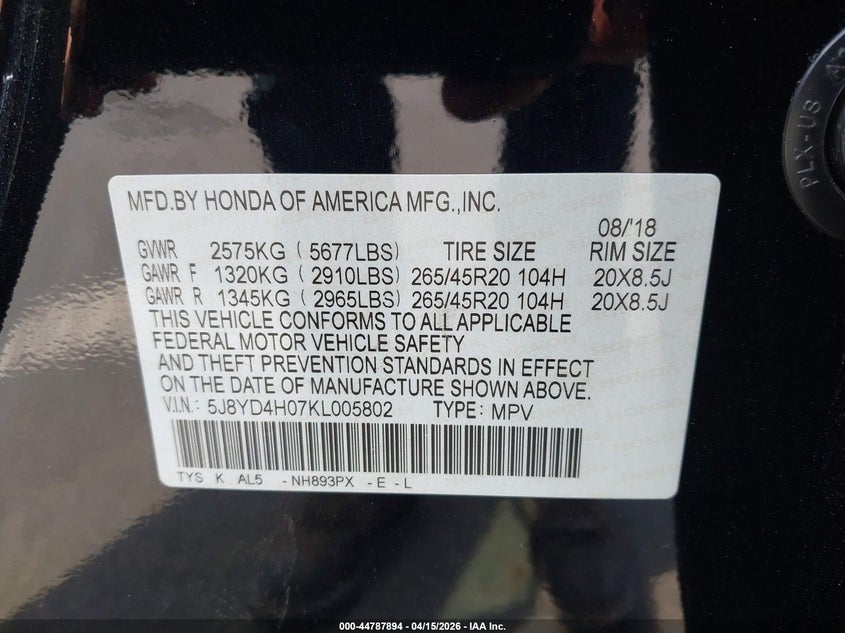 MFD.BY HONDA OF AMERICA MFG.,INC.
08/'18
GVWR 2575KG ( 5677LBS) TIRE SIZE RIM SIZE
GAWR F 1320KG ( 2910LBS) 265/45R20 104H 20X8.5J
GAWR R 1345KG ( 2965LBS) 265/45R20 104H 20X8.5J
THIS VEHICLE CONFORMS TO ALL APPLICABLE
FEDERAL MOTOR VEHICLE SAFETY
AND THEFT PREVENTION STANDARDS IN EFFECT
ON THE DATE OF MANUFACTURE SHOWN ABOVE.
V.I.N.: 5J8YD4H07KL005802 TYPE: MPV
TYS K AL5 - NH893PX - E - L
PLX-U8
000-44787894 - 04/15/2026 - IAA Inc.